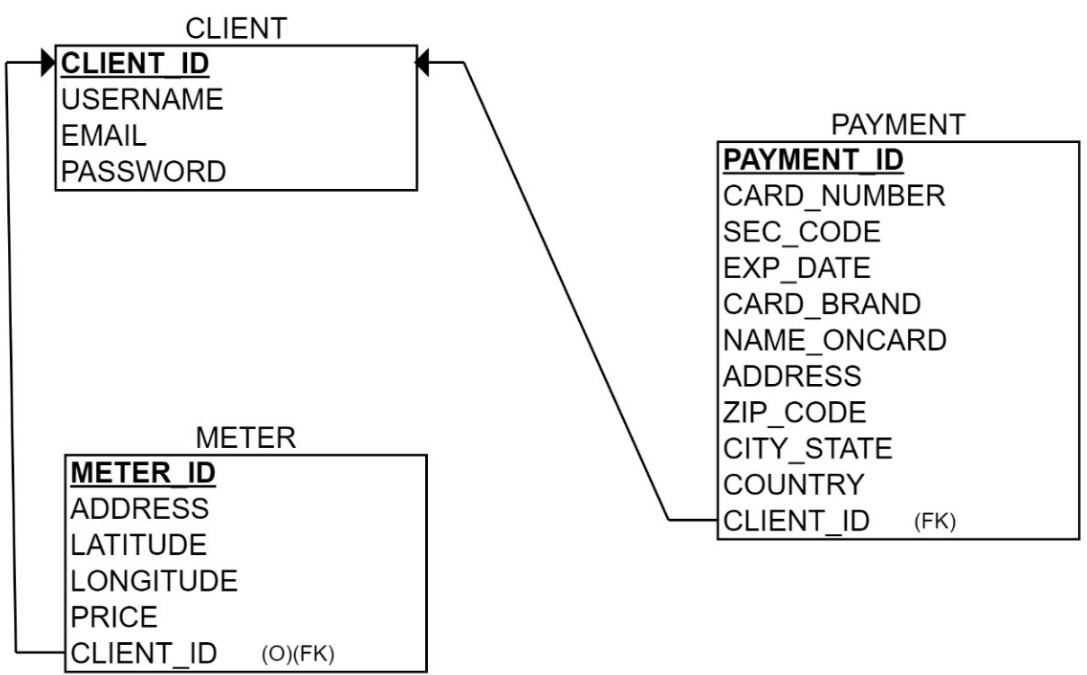 CLIENT
CLIENT_ID
USERNAME
EMAIL
PASSWORD
PAYMENT
PAYMENT_ID
CARD_NUMBER
SEC_CODE
EXP_DATE
CARD_BRAND
NAME_ONCARD
ADDRESS
ZIP_CODE
CITY_STATE
COUNTRY
CLIENT_ID (FK)
METER
METER_ID
ADDRESS
LATITUDE
LONGITUDE
PRICE
CLIENT_ID (O)(FK)